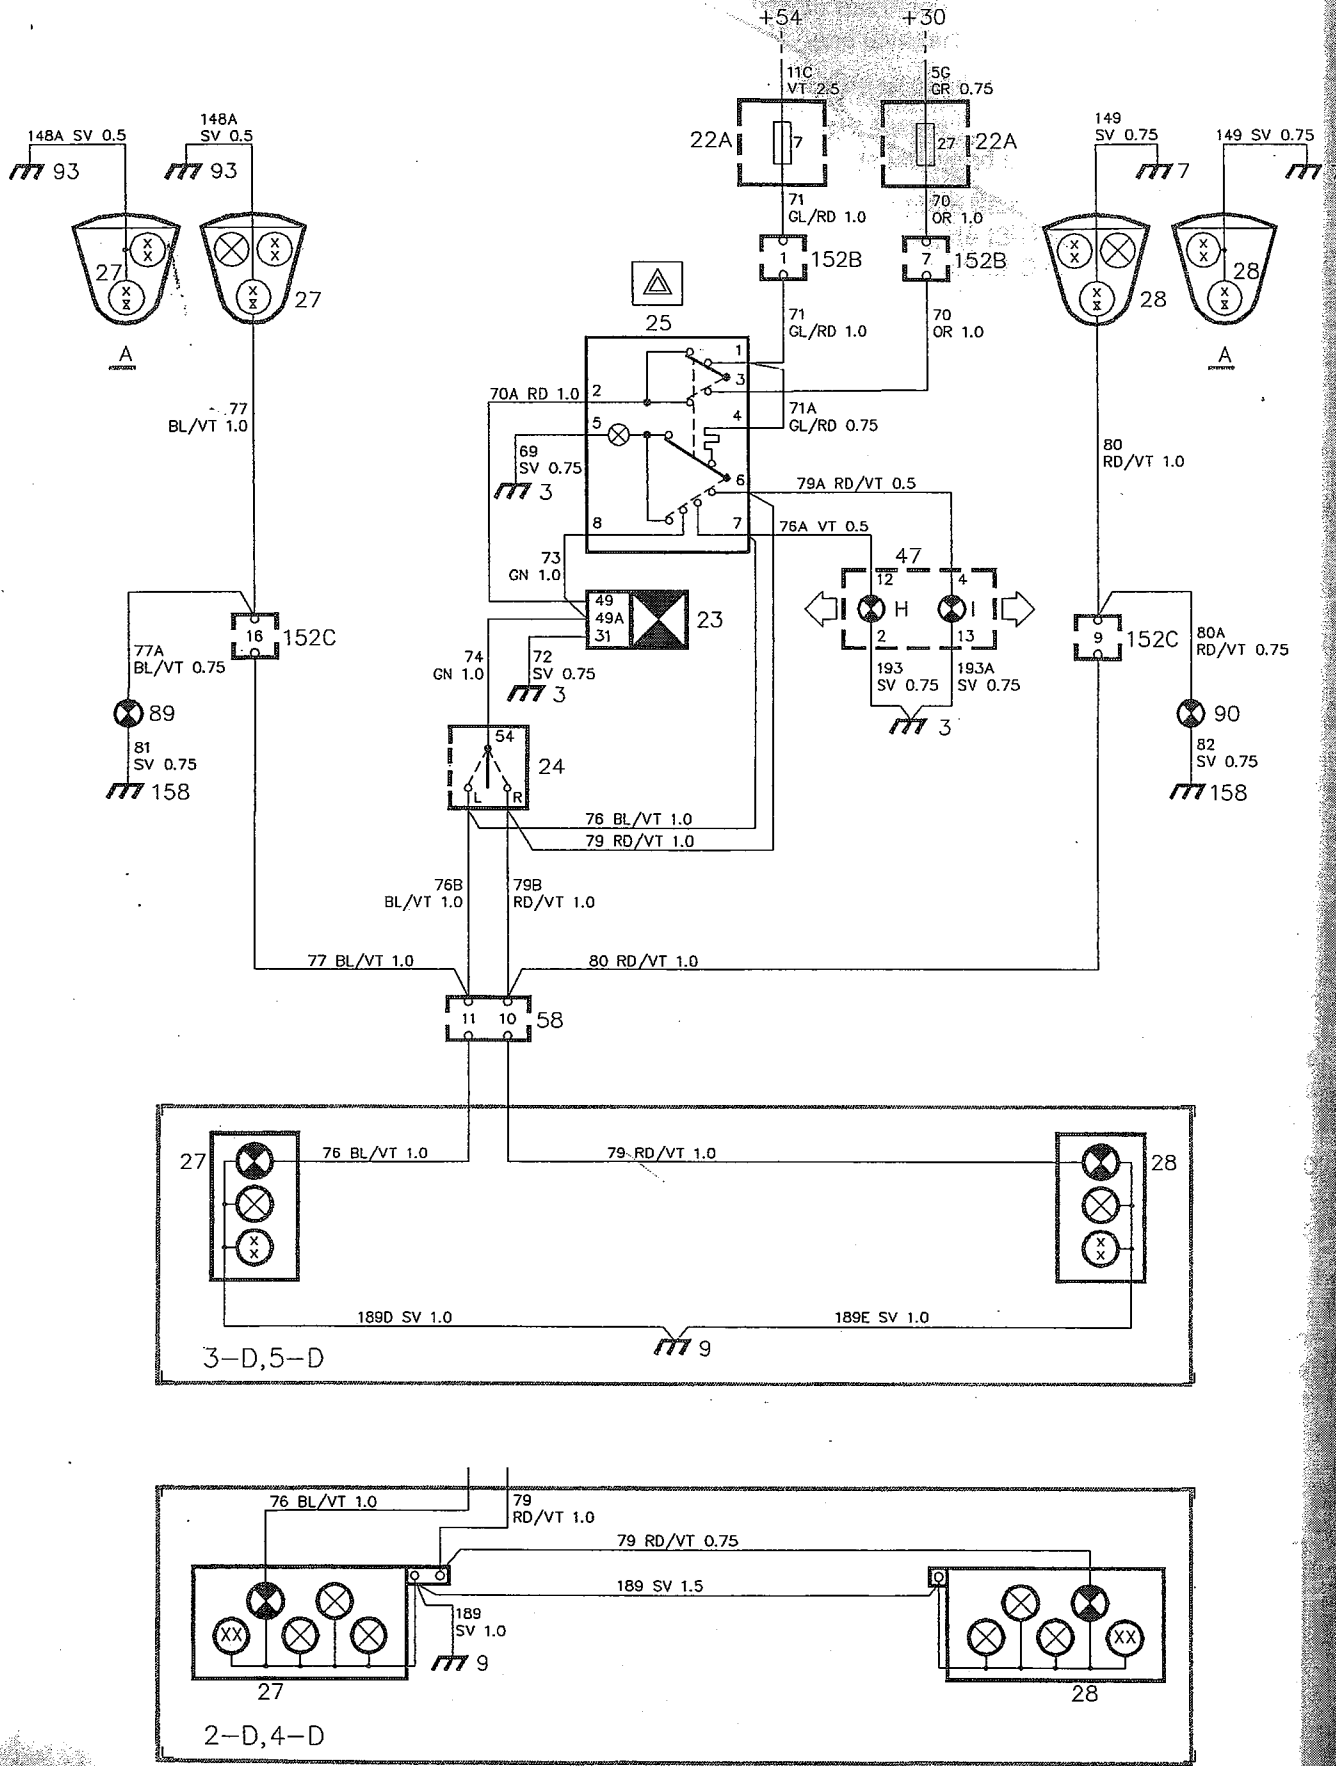 +54
+30
11C
VT 2.5
5G
GR 0.75
22A
7
27
22A
148A SV 0.5
93
148A
SV 0.5
93
149
SV 0.75
7
149 SV 0.75
71
GL/RD 1.0
70
OR 1.0
1
152B
7
152B
27
27
28
28
A
A
25
71
GL/RD 1.0
70
OR 1.0
1
2
3
4
5
6
7
8
70A RD 1.0
71A
GL/RD 0.75
69
SV 0.75
3
77
BL/VT 1.0
80
RD/VT 1.0
79A RD/VT 0.5
76A VT 0.5
73
GN 1.0
47
12
4
H
I
2
13
49
49A
31
23
16
152C
9
152C
77A
BL/VT 0.75
80A
RD/VT 0.75
74
GN 1.0
72
SV 0.75
3
193
SV 0.75
193A
SV 0.75
3
89
90
81
SV 0.75
158
82
SV 0.75
158
54
24
L
R
76 BL/VT 1.0
79 RD/VT 1.0
76B
BL/VT 1.0
79B
RD/VT 1.0
77 BL/VT 1.0
80 RD/VT 1.0
11
10
58
27
76 BL/VT 1.0
79 RD/VT 1.0
28
189D SV 1.0
189E SV 1.0
9
3-D,5-D
76 BL/VT 1.0
79
RD/VT 1.0
79 RD/VT 0.75
189 SV 1.5
189
SV 1.0
9
XX
XX
27
28
2-D,4-D